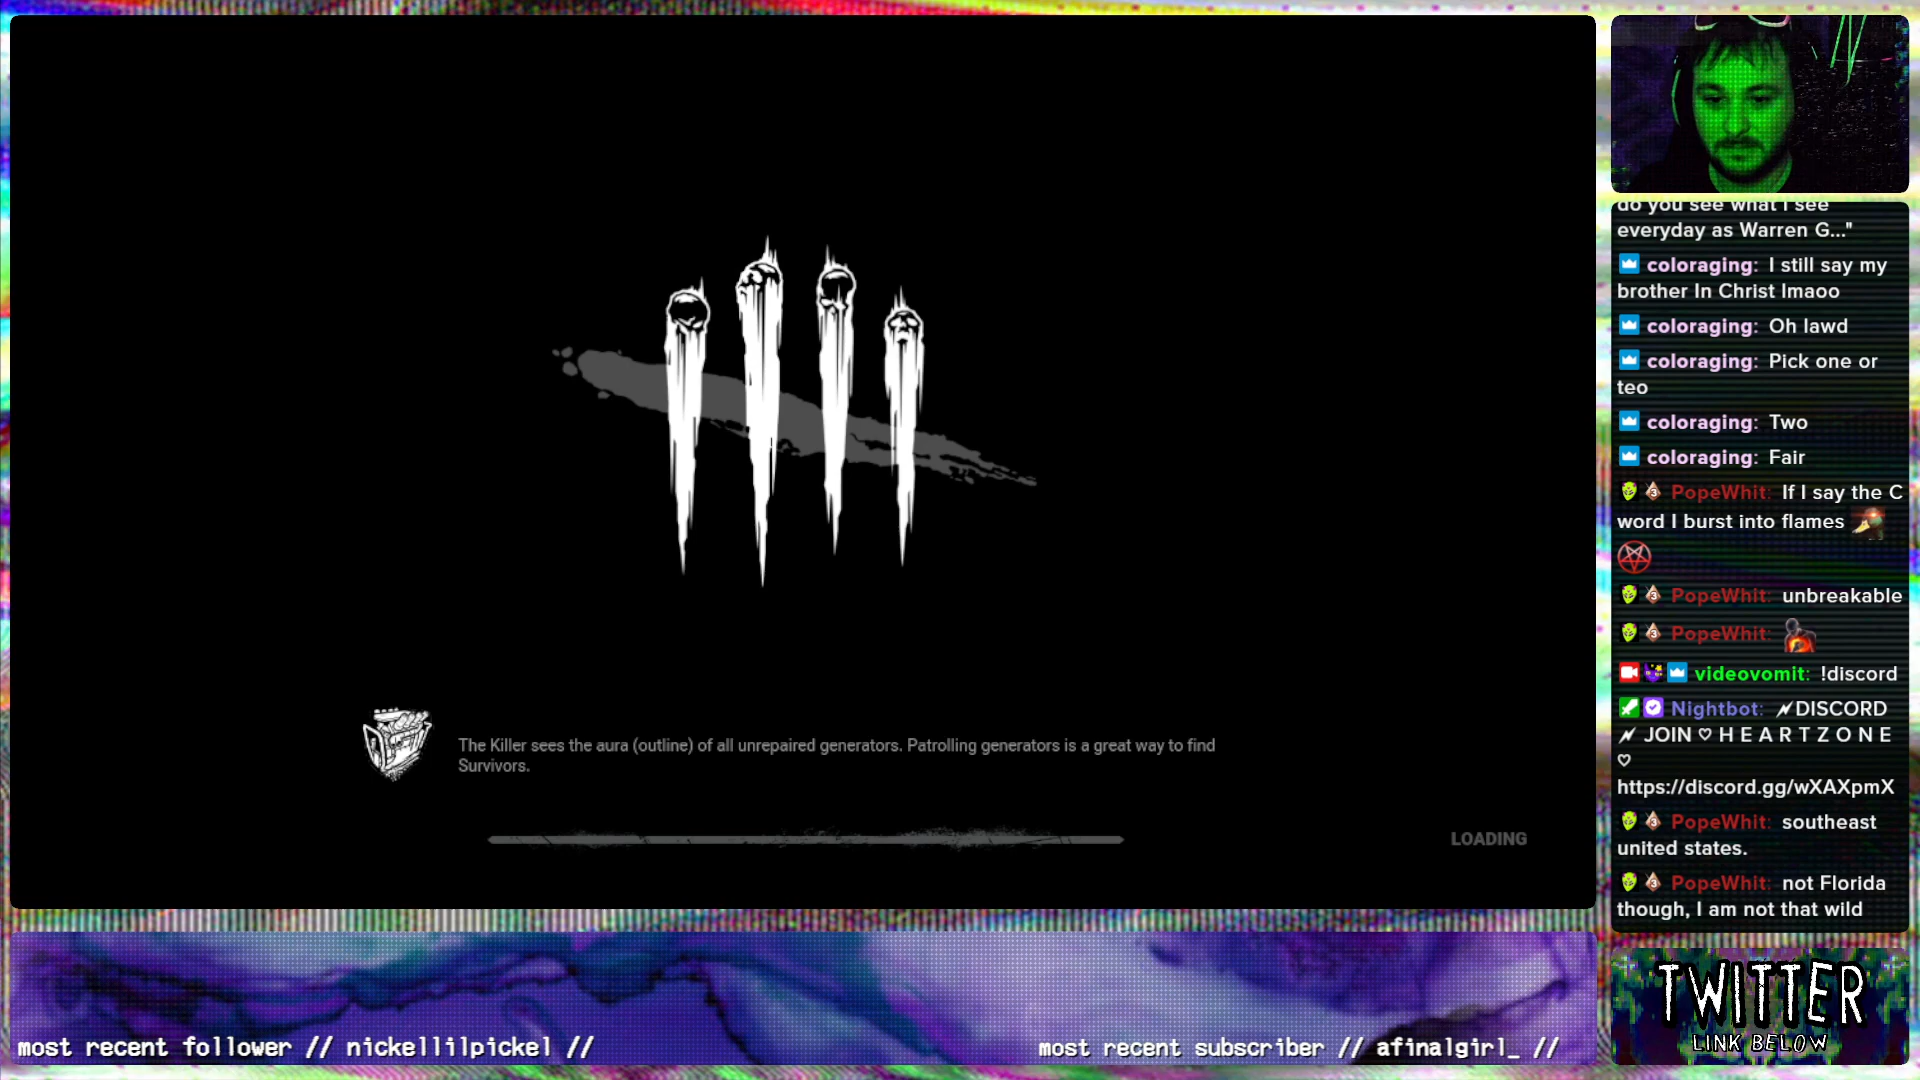 do you see what I see
everyday as Warren G..."
coloraging: I still say my
brother In Christ lmaoo
coloraging: Oh lawd
coloraging: Pick one or
teo
coloraging: Two
coloraging: Fair
PopeWhit: If I say the C
word I burst into flames
PopeWhit: unbreakable
PopeWhit:
videovomit: !discord
Nightbot: DISCORD
JOIN ♡ H E A R T Z O N E
♡
https://discord.gg/wXAXpmX
PopeWhit: southeast
united states.
PopeWhit: not Florida
though, I am not that wild
The Killer sees the aura (outline) of all unrepaired generators. Patrolling generators is a great way to find
Survivors.
LOADING
most recent follower // nickellilpickel //
most recent subscriber // afinalgirl_ //
TWITTER
LINK BELOW